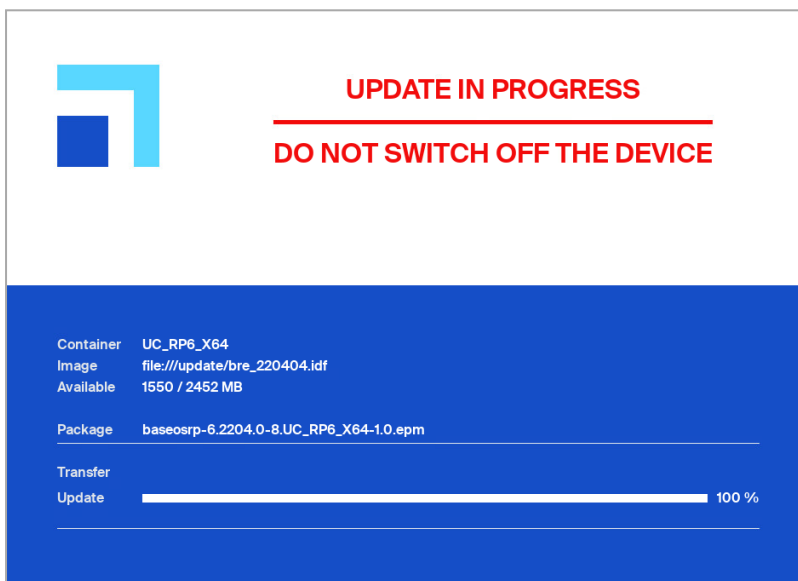 UPDATE IN PROGRESS
DO NOT SWITCH OFF THE DEVICE
Container UC_RP6_X64
Image file:///update/bre_220404.idf
Available 1550 / 2452 MB
Package baseosrp-6.2204.0-8.UC_RP6_X64-1.0.epm
Transfer
Update 100 %